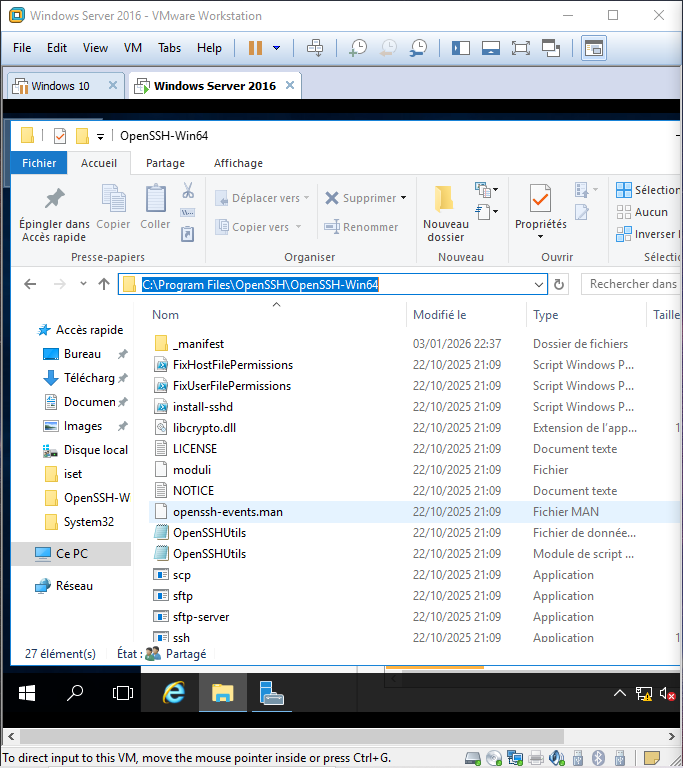 Windows Server 2016 - VMware Workstation
File Edit View VM Tabs Help
Windows 10
Windows Server 2016
OpenSSH-Win64
Fichier Accueil Partage Affichage
Épingler dans
Accès rapide
Copier
Coller
Déplacer vers
Copier vers
Supprimer
Renommer
Nouveau
dossier
Propriétés
Sélection
Aucun
Inverser l
Presse-papiers Organiser Nouveau Ouvrir Sélecti
C:\Program Files\OpenSSH\OpenSSH-Win64
Rechercher dans
Nom Modifié le Type Taille
Accès rapide
Bureau
Télécharg
Documen
Images
Disque local
iset
OpenSSH-W
System32
Ce PC
Réseau
_manifest 03/01/2026 22:37 Dossier de fichiers
FixHostFilePermissions 22/10/2025 21:09 Script Windows P...
FixUserFilePermissions 22/10/2025 21:09 Script Windows P...
install-sshd 22/10/2025 21:09 Script Windows P...
libcrypto.dll 22/10/2025 21:09 Extension de l'app... 1
LICENSE 22/10/2025 21:09 Document texte
moduli 22/10/2025 21:09 Fichier
NOTICE 22/10/2025 21:09 Document texte
openssh-events.man 22/10/2025 21:09 Fichier MAN
OpenSSHUtils 22/10/2025 21:09 Fichier de donnée...
OpenSSHUtils 22/10/2025 21:09 Module de script ...
scp 22/10/2025 21:09 Application
sftp 22/10/2025 21:09 Application
sftp-server 22/10/2025 21:09 Application
ssh 22/10/2025 21:09 Application 1
27 élément(s) État : Partagé
To direct input to this VM, move the mouse pointer inside or press Ctrl+G.